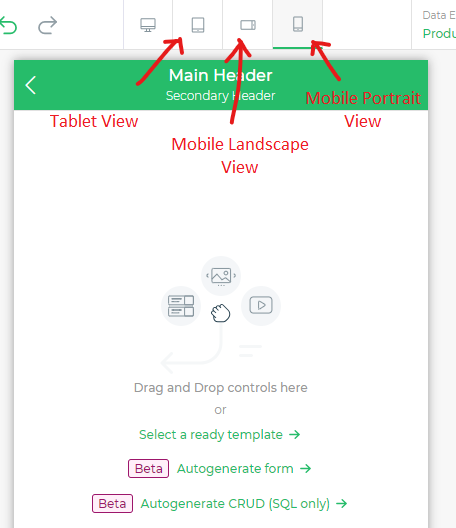 Data E
Produ
Main Header
Secondary Header
Tablet View
Mobile Portrait
View
Mobile Landscape
View
Drag and Drop controls here
or
Select a ready template →
Beta Autogenerate form →
Beta Autogenerate CRUD (SQL only) →